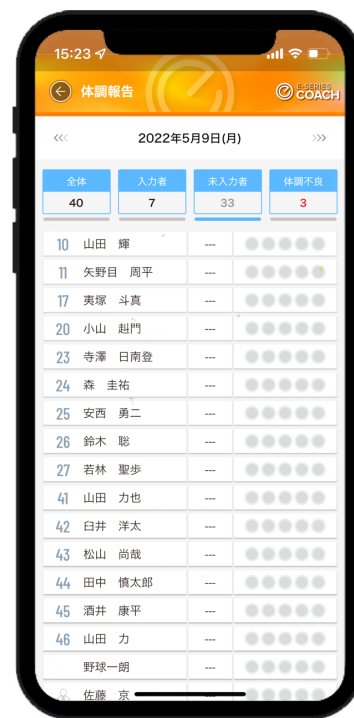 15:23
体調報告
E-SERIES
COACH
2022年5月9日(月)
全体 入力者 未入力者 体調不良
40 7 33 3
10 山田 輝 ---
11 矢野目 周平 ---
17 夷塚 斗真 ---
20 小山 赳門 ---
23 寺澤 日南登 ---
24 森 圭祐 ---
25 安西 勇二 ---
26 鈴木 聡 ---
27 若林 聖歩 ---
41 山田 力也 ---
42 臼井 洋太 ---
43 松山 尚哉 ---
44 田中 慎太郎 ---
45 酒井 康平 ---
46 山田 力 ---
野球一朗 ---
佐藤 京 ---